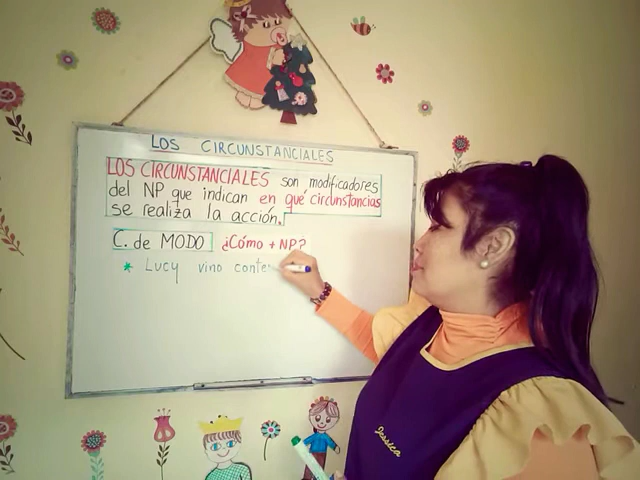 LOS CIRCUNSTANCIALES
LOS CIRCUNSTANCIALES son modificadores
del NP que indican en qué circunstancias
se realiza la acción.
C. de MODO ¿Cómo + NP?
* Lucy vino conte
Jessica